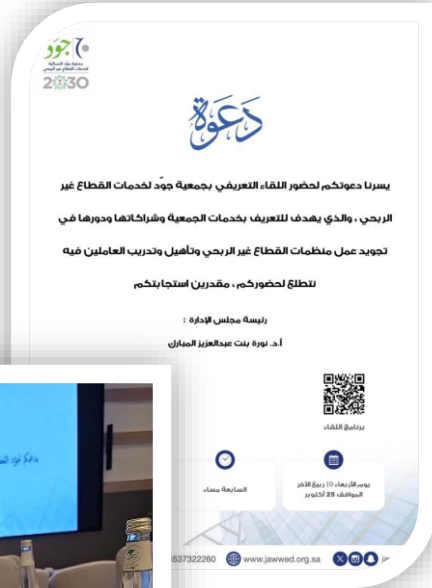 جود
2030
دعوة
يسرنا دعوتكم لحضور اللقاء التعريفي بجمعية جوّد لخدمات القطاع غير
الربحي ، والذي يهدف للتعريف بخدمات الجمعية وشراكاتها ودورها في
تجويد عمل منظمات القطاع غير الربحي وتأهيل وتدريب العاملين فيه
نتطلع لحضوركم ، مقدرين استجابتكم
رئيسة مجلس الإدارة :
أ.د. نورة بنت عبدالعزيز المبارك
برنامج اللقاء
يوم الأربعاء 10 ربيع الآخر
الموافق 25 أكتوبر
السابعة مساء
537322260 www.jawwed.org.sa